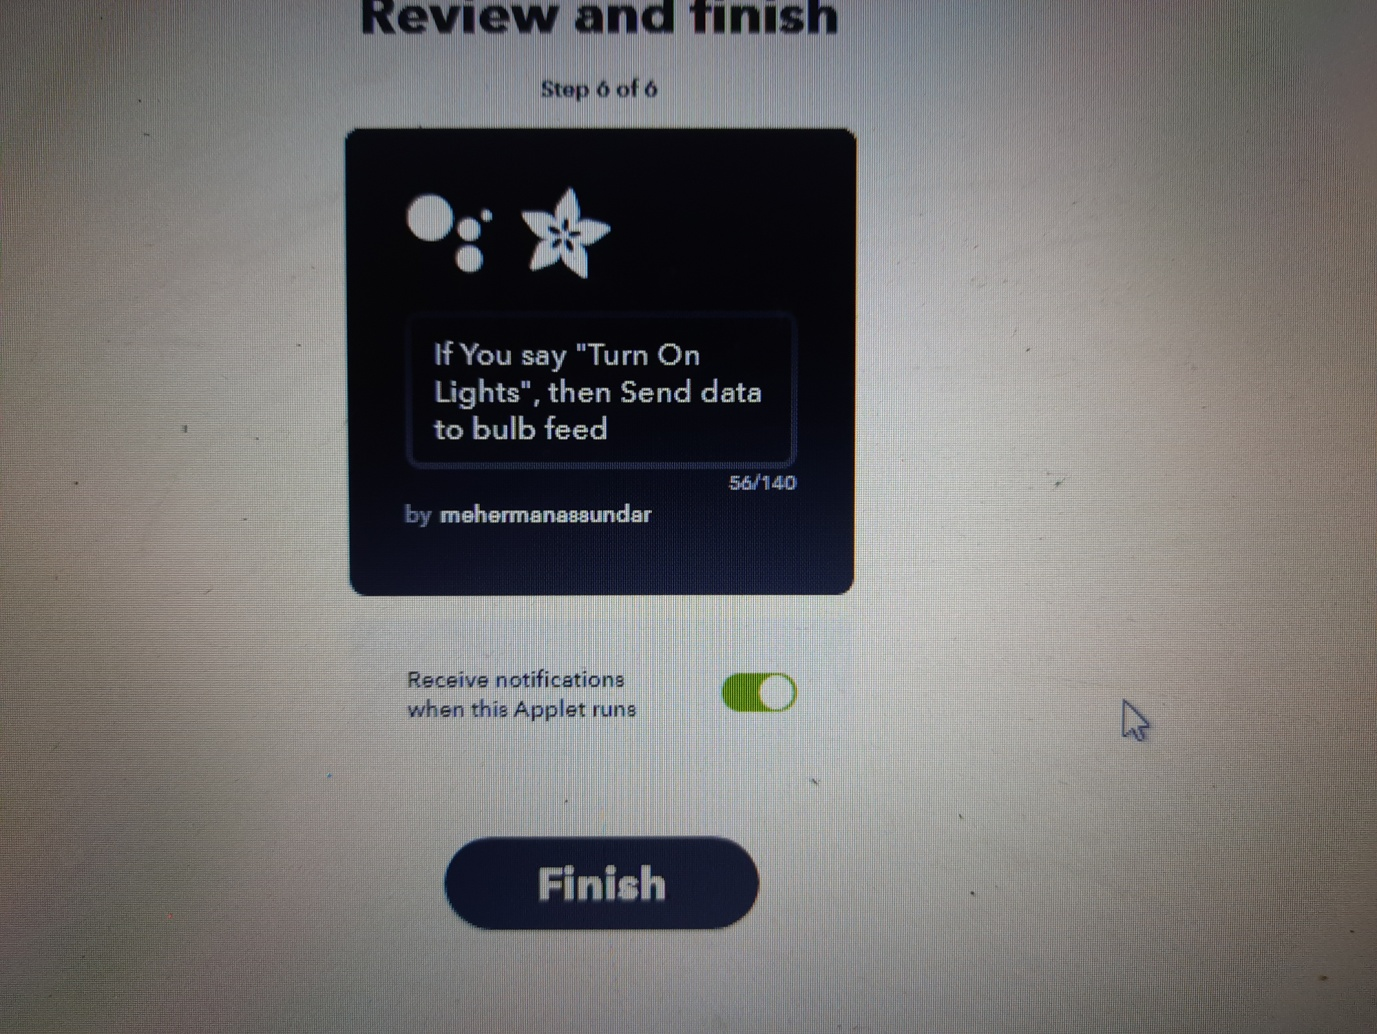 Review and finish
Step 6 of 6
If You say "Turn On
Lights", then Send data
to bulb feed
56/140
by mehermanassundar
Receive notifications
when this Applet runs
Finish